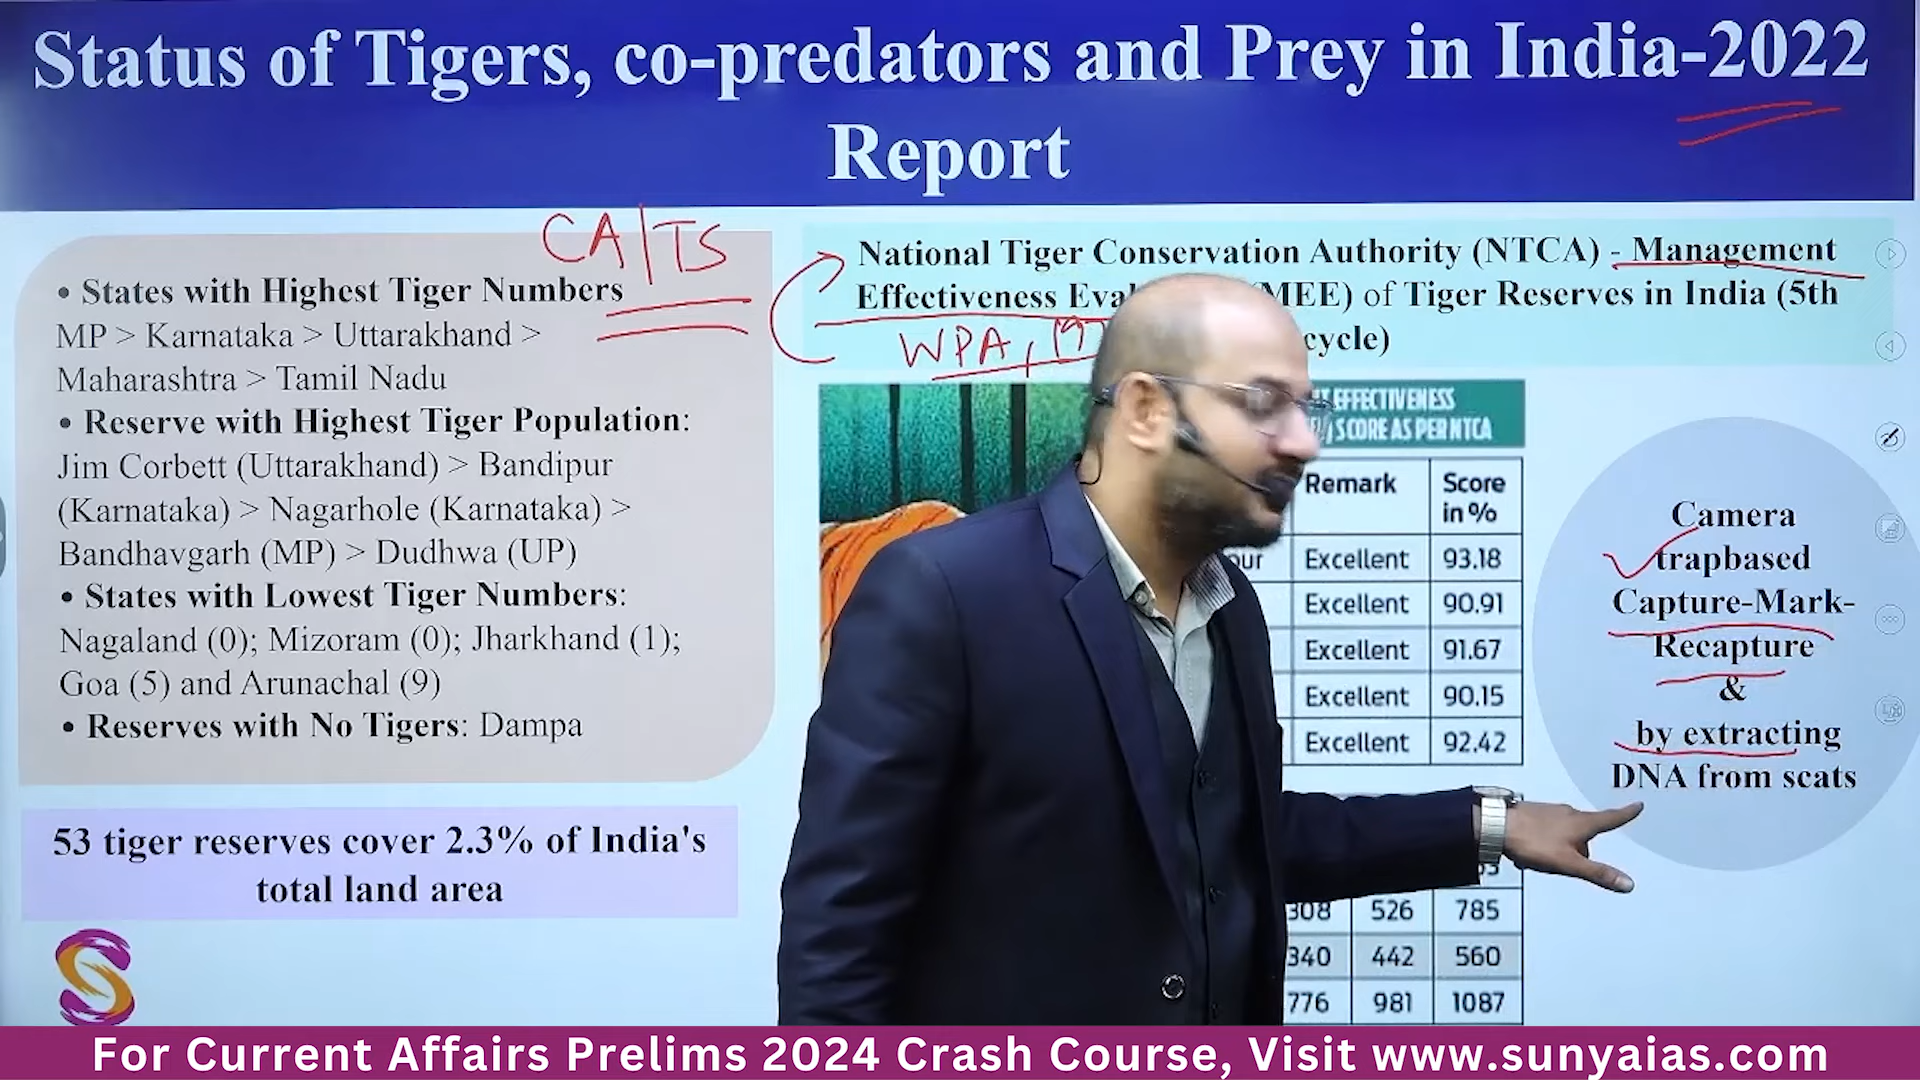 Status of Tigers, co-predators and Prey in India-2022
Report
CA/TS
• States with Highest Tiger Numbers
MP > Karnataka > Uttarakhand >
Maharashtra > Tamil Nadu
• Reserve with Highest Tiger Population:
Jim Corbett (Uttarakhand) > Bandipur
(Karnataka) > Nagarhole (Karnataka) >
Bandhavgarh (MP) > Dudhwa (UP)
• States with Lowest Tiger Numbers:
Nagaland (0); Mizoram (0); Jharkhand (1);
Goa (5) and Arunachal (9)
• Reserves with No Tigers: Dampa
53 tiger reserves cover 2.3% of India's
total land area
National Tiger Conservation Authority (NTCA) - Management
Effectiveness (MEE) of Tiger Reserves in India (5th
cycle)
WPA,
EFFECTIVENESS
SCORE AS PER NTCA
Remark Score
in %
Excellent 93.18
Excellent 90.91
Excellent 91.67
Excellent 90.15
Excellent 92.42
308 526 785
340 442 560
776 981 1087
Camera
trapbased
Capture-Mark-
Recapture
&
by extracting
DNA from scats
For Current Affairs Prelims 2024 Crash Course, Visit www.sunyaias.com